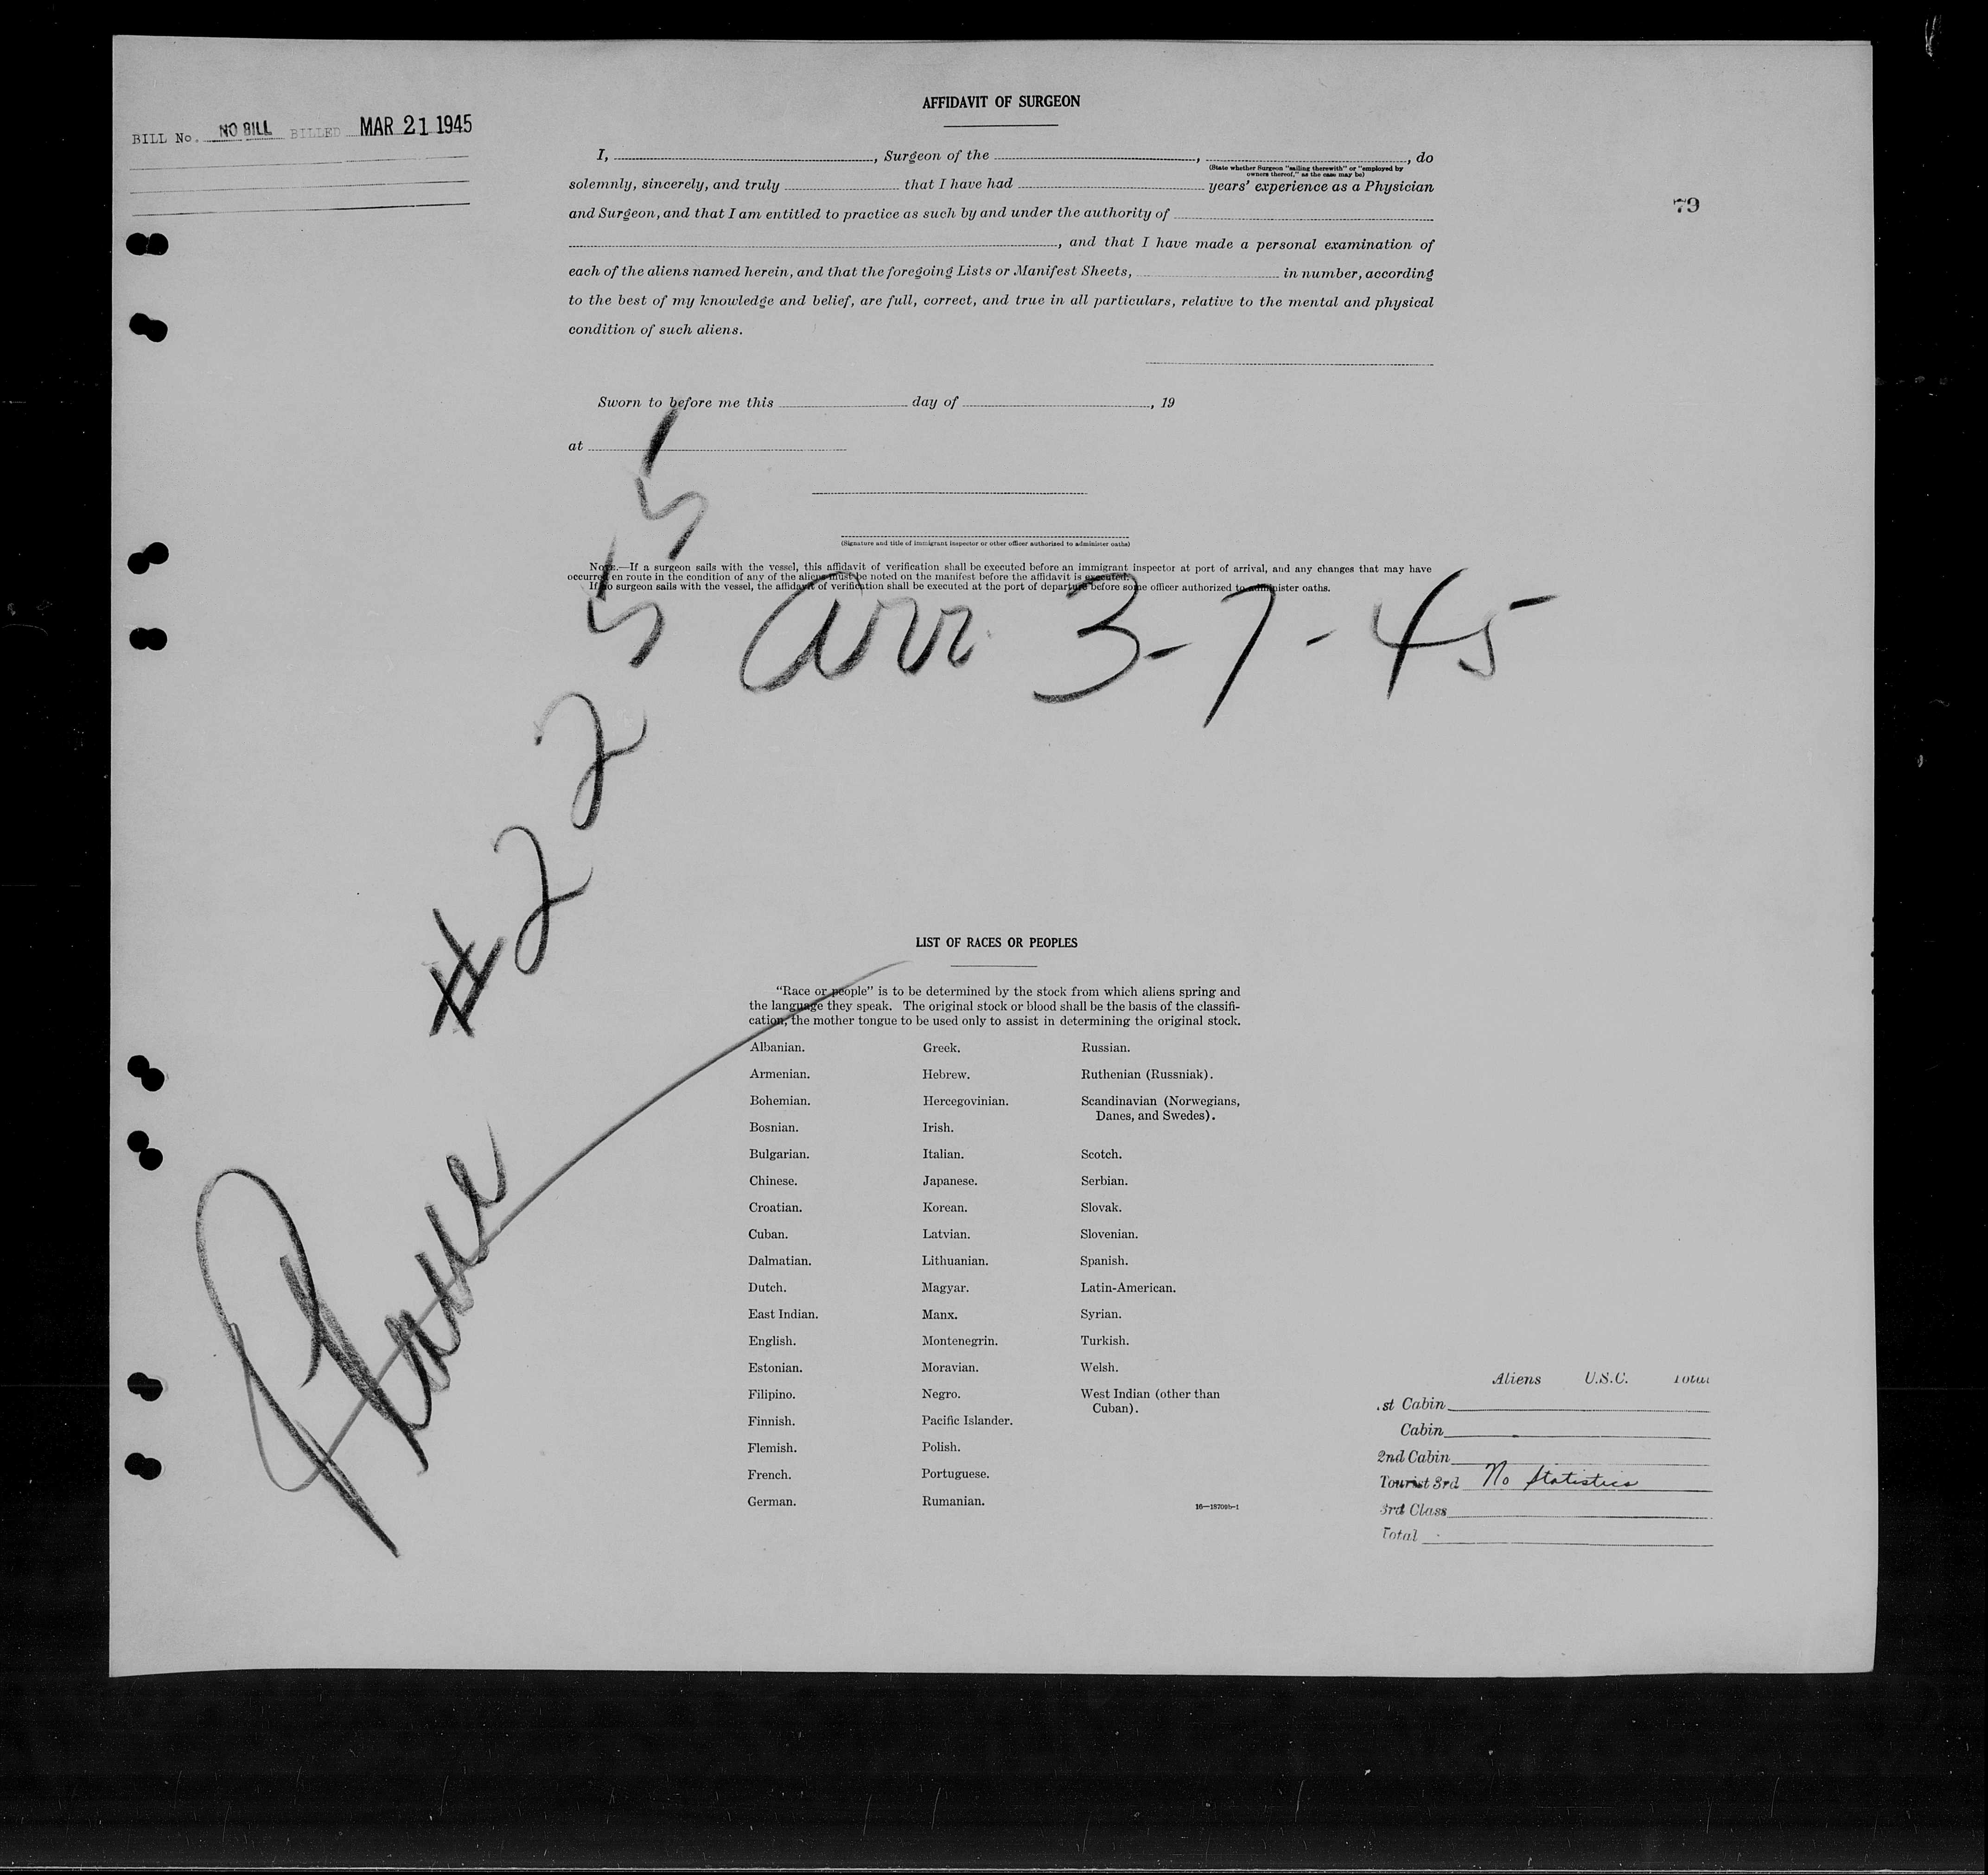 AFFIDAVIT OF SURGEON
BILL No. NO BILL BILLED MAR 21 1945
79
I, , Surgeon of the , , do
(State whether Surgeon "sailing therewith" or "employed by
owners thereof," as the case may be)
solemnly, sincerely, and truly that I have had years' experience as a Physician
and Surgeon, and that I am entitled to practice as such by and under the authority of
, and that I have made a personal examination of
each of the aliens named herein, and that the foregoing Lists or Manifest Sheets, in number, according
to the best of my knowledge and belief, are full, correct, and true in all particulars, relative to the mental and physical
condition of such aliens.
Sworn to before me this day of , 19
at
(Signature and title of immigrant inspector or other officer authorized to administer oaths)
NOTE.—If a surgeon sails with the vessel, this affidavit of verification shall be executed before an immigrant inspector at port of arrival, and any changes that may have
occurred en route in the condition of any of the aliens must be noted on the manifest before the affidavit is executed.
If no surgeon sails with the vessel, the affidavit of verification shall be executed at the port of departure before some officer authorized to administer oaths.
Arr 3-7-45
Plane #2255
LIST OF RACES OR PEOPLES
"Race or people" is to be determined by the stock from which aliens spring and
the language they speak. The original stock or blood shall be the basis of the classifi-
cation, the mother tongue to be used only to assist in determining the original stock.
Albanian. Greek. Russian.
Armenian. Hebrew. Ruthenian (Russniak).
Bohemian. Hercegovinian. Scandinavian (Norwegians,
Danes, and Swedes).
Bosnian. Irish.
Bulgarian. Italian. Scotch.
Chinese. Japanese. Serbian.
Croatian. Korean. Slovak.
Cuban. Latvian. Slovenian.
Dalmatian. Lithuanian. Spanish.
Dutch. Magyar. Latin-American.
East Indian. Manx. Syrian.
English. Montenegrin. Turkish.
Estonian. Moravian. Welsh.
Filipino. Negro. West Indian (other than
Cuban).
Finnish. Pacific Islander.
Flemish. Polish.
French. Portuguese.
German. Rumanian.
16—18709b-1
Aliens U.S.C. Total
1st Cabin
Cabin
2nd Cabin
Tourist 3rd No Statistics
3rd Class
Total